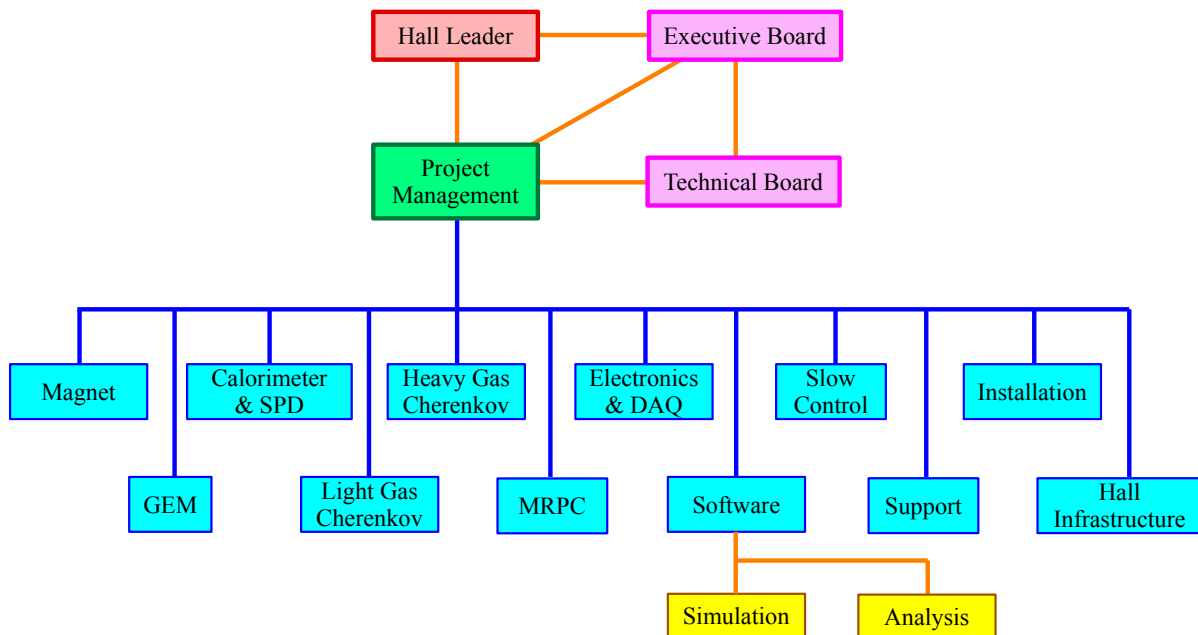 Hall Leader
Executive Board
Project
Management
Technical Board
Magnet
Calorimeter
& SPD
Heavy Gas
Cherenkov
Electronics
& DAQ
Slow
Control
Installation
GEM
Light Gas
Cherenkov
MRPC
Software
Support
Hall
Infrastructure
Simulation
Analysis